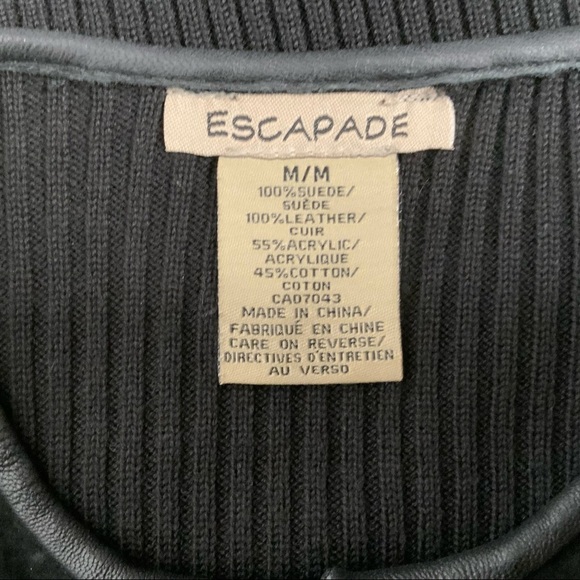 ESCAPADE
M/M
100%SUEDE/
SUÈDE
100%LEATHER/
CUIR
55%ACRYLIC/
ACRYLIQUE
45%COTTON/
COTON
CA07043
MADE IN CHINA/
FABRIQUÉ EN CHINE
CARE ON REVERSE/
DIRECTIVES D'ENTRETIEN
AU VERSO